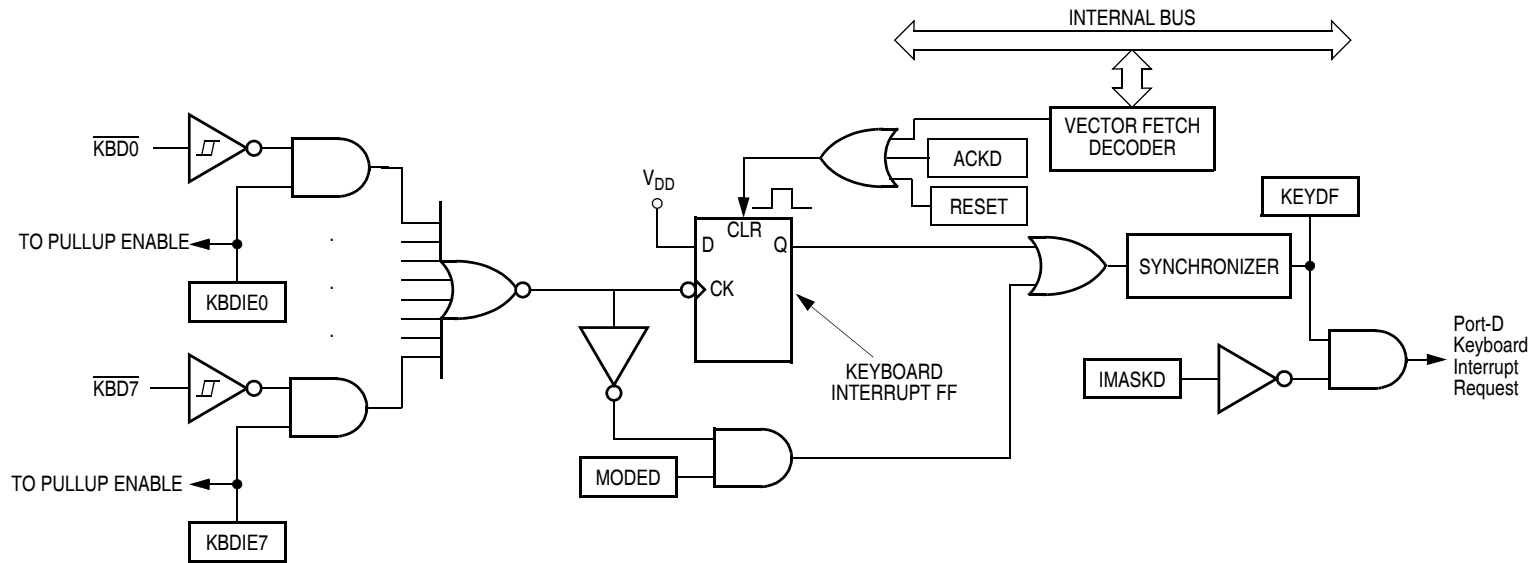 INTERNAL BUS
KBD0
VECTOR FETCH
DECODER
ACKD
RESET
VDD
KEYDF
TO PULLUP ENABLE
KBDIE0
D
CLR
Q
CK
SYNCHRONIZER
KBD7
KEYBOARD
INTERRUPT FF
IMASKD
Port-D
Keyboard
Interrupt
Request
MODED
TO PULLUP ENABLE
KBDIE7